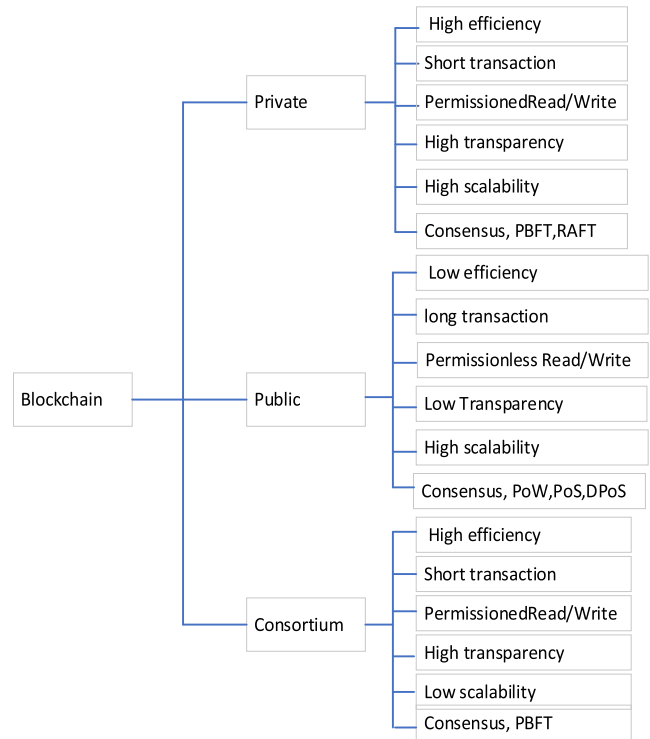 Blockchain
Private
High efficiency
Short transaction
PermissionedRead/Write
High transparency
High scalability
Consensus, PBFT,RAFT
Public
Low efficiency
long transaction
Permissionless Read/Write
Low Transparency
High scalability
Consensus, PoW,PoS,DPoS
Consortium
High efficiency
Short transaction
PermissionedRead/Write
High transparency
Low scalability
Consensus, PBFT